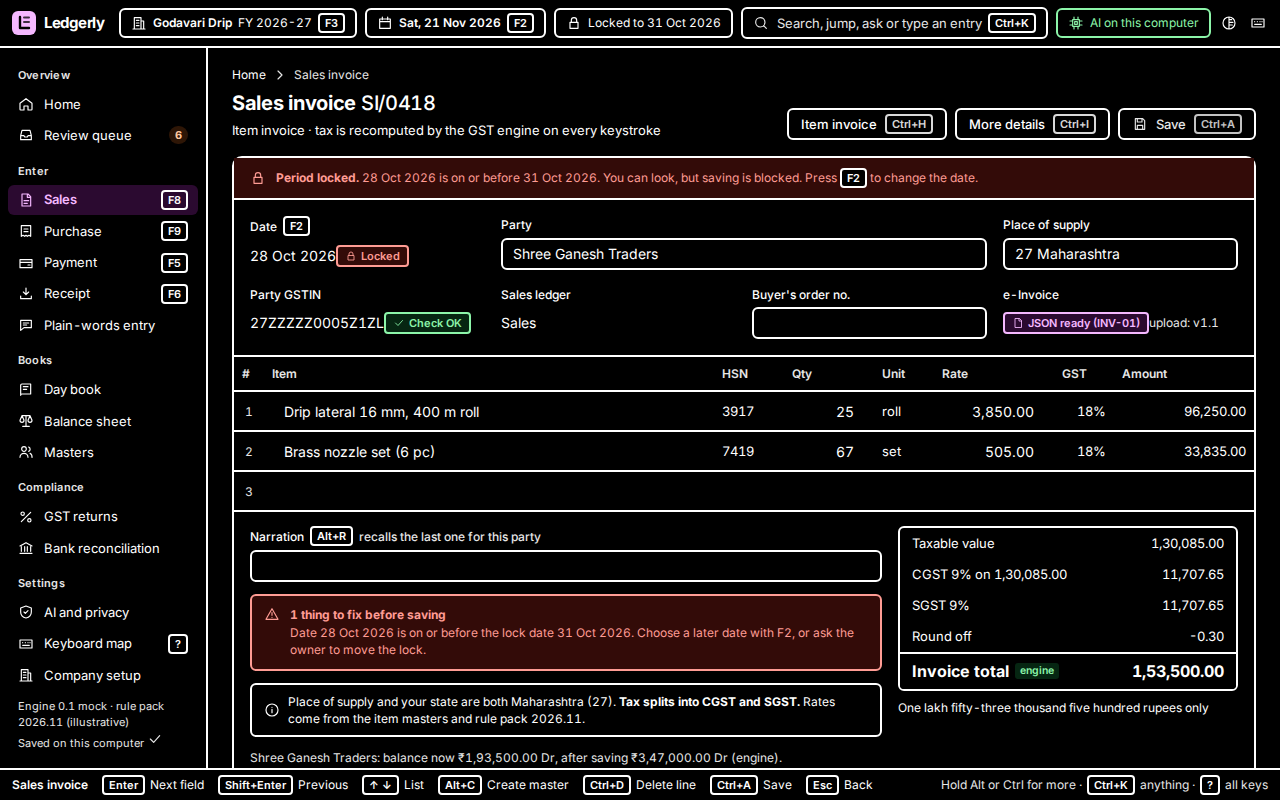 Ledgerly
Godavari Drip FY 2026-27 F3
Sat, 21 Nov 2026 F2
Locked to 31 Oct 2026
Search, jump, ask or type an entry Ctrl+K
AI on this computer
Overview
Home
Review queue 6
Enter
Sales F8
Purchase F9
Payment F5
Receipt F6
Plain-words entry
Books
Day book
Balance sheet
Masters
Compliance
GST returns
Bank reconciliation
Settings
AI and privacy
Keyboard map ?
Company setup
Engine 0.1 mock · rule pack
2026.11 (illustrative)
Saved on this computer
Home Sales invoice
Sales invoice SI/0418
Item invoice · tax is recomputed by the GST engine on every keystroke
Item invoice Ctrl+H
More details Ctrl+I
Save Ctrl+A
Period locked. 28 Oct 2026 is on or before 31 Oct 2026. You can look, but saving is blocked. Press F2 to change the date.
Date F2 Party Place of supply
28 Oct 2026 Locked Shree Ganesh Traders 27 Maharashtra
Party GSTIN Sales ledger Buyer's order no. e-Invoice
27ZZZZZ0005Z1ZL Check OK Sales JSON ready (INV-01) upload: v1.1
# Item HSN Qty Unit Rate GST Amount
1 Drip lateral 16 mm, 400 m roll 3917 25 roll 3,850.00 18% 96,250.00
2 Brass nozzle set (6 pc) 7419 67 set 505.00 18% 33,835.00
3
Narration Alt+R recalls the last one for this party
1 thing to fix before saving
Date 28 Oct 2026 is on or before the lock date 31 Oct 2026. Choose a later date with F2, or ask the
owner to move the lock.
Place of supply and your state are both Maharashtra (27). Tax splits into CGST and SGST. Rates
come from the item masters and rule pack 2026.11.
Shree Ganesh Traders: balance now ₹1,93,500.00 Dr, after saving ₹3,47,000.00 Dr (engine).
Taxable value 1,30,085.00
CGST 9% on 1,30,085.00 11,707.65
SGST 9% 11,707.65
Round off -0.30
Invoice total engine 1,53,500.00
One lakh fifty-three thousand five hundred rupees only
Sales invoice Enter Next field Shift+Enter Previous ↑ ↓ List Alt+C Create master Ctrl+D Delete line Ctrl+A Save Esc Back Hold Alt or Ctrl for more · Ctrl+K anything · ? all keys